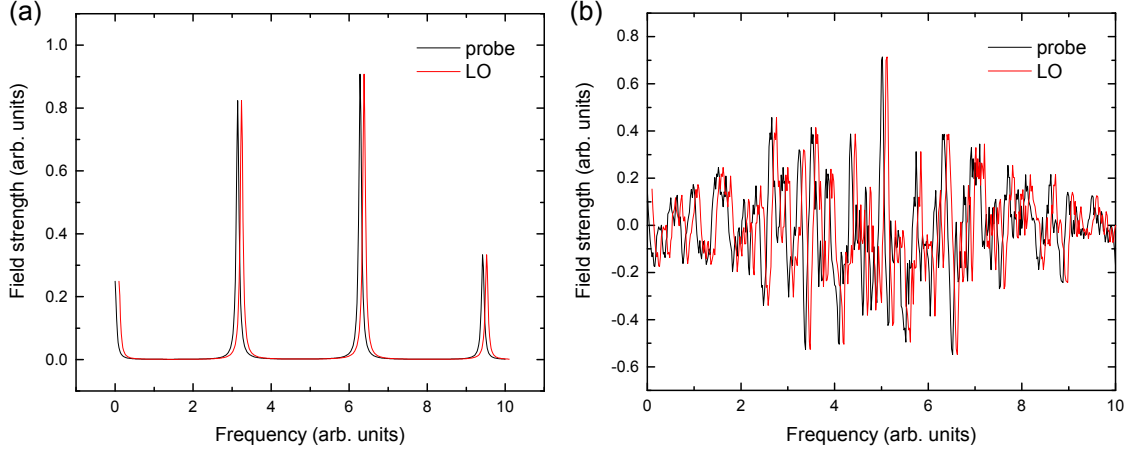 (a)
probe
LO
1.0
0.8
0.6
0.4
0.2
0.0
Field strength (arb. units)
0 2 4 6 8 10
Frequency (arb. units)
(b)
probe
LO
0.8
0.6
0.4
0.2
0.0
-0.2
-0.4
-0.6
Field strength (arb. units)
0 2 4 6 8 10
Frequency (arb. units)